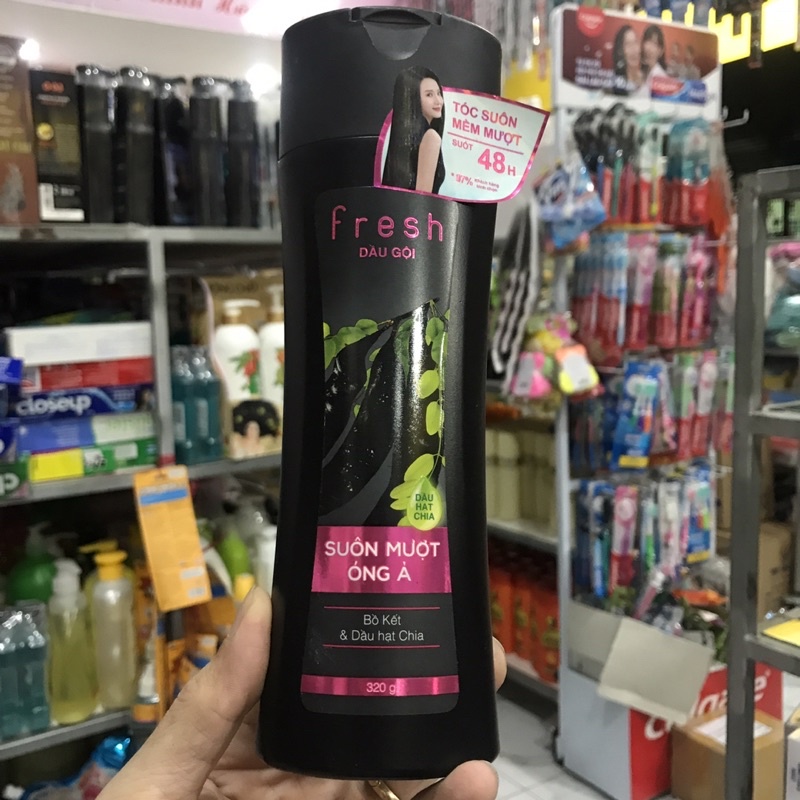 TÓC SUÔN
MỀM MƯỢT
SUỐT 48H
fresh
DẦU GỘI
DẦU
HẠT
CHIA
SUÔN MƯỢT
ÓNG Ả
Bồ Kết
& Dầu hạt Chia
320 g
closeup
Colgate